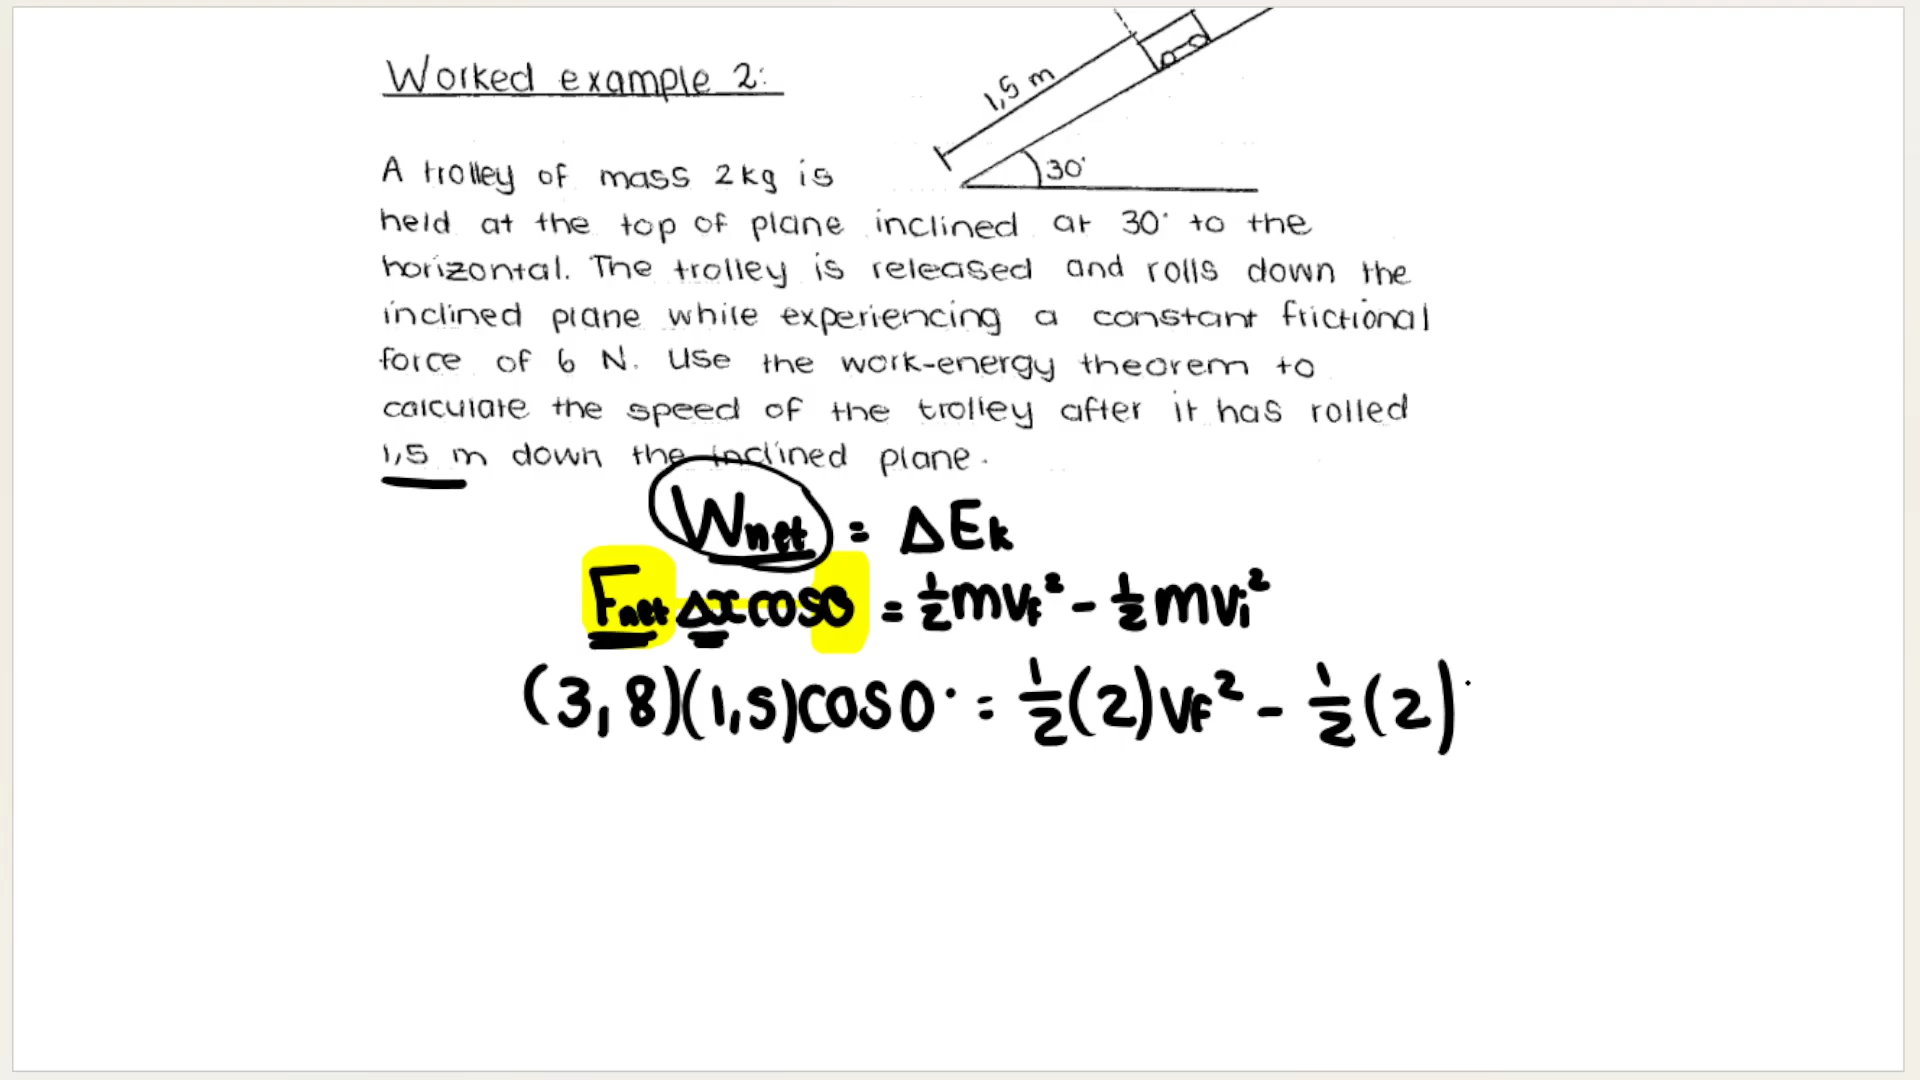 Worked example 2:
1,5 m
30°
A trolley of mass 2kg is
held at the top of plane inclined at 30° to the
horizontal. The trolley is released and rolls down the
inclined plane while experiencing a constant frictional
force of 6 N. Use the work-energy theorem to
calculate the speed of the trolley after it has rolled
1,5 m down the inclined plane.
Wnet = ΔEk
Fnet Δx cosθ = ½mvf² - ½mvi²
(3,8)(1,5)cos0° = ½(2)vf² - ½(2)